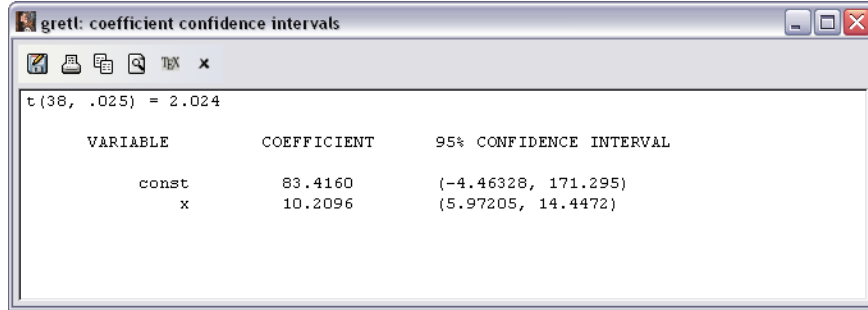 gretl: coefficient confidence intervals
TEX
t(38, .025) = 2.024
VARIABLE COEFFICIENT 95% CONFIDENCE INTERVAL
const 83.4160 (-4.46328, 171.295)
x 10.2096 (5.97205, 14.4472)